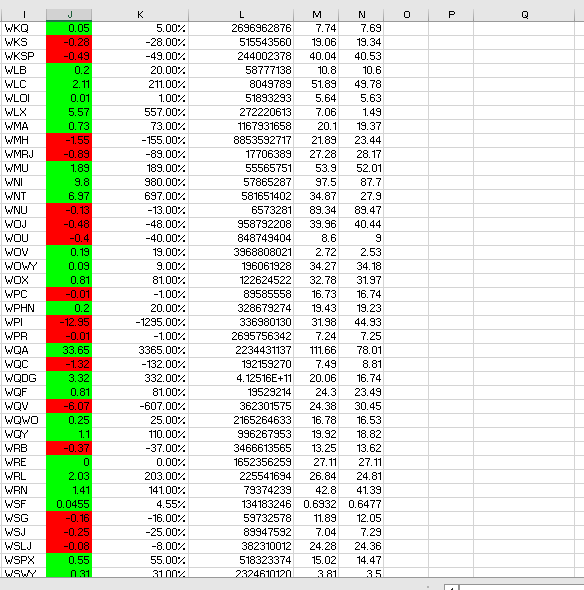 I J K L M N O P Q
WKQ 0.05 5.00% 2696962876 7.74 7.69
WKS -0.28 -28.00% 515543560 19.06 19.34
WKSP -0.49 -49.00% 244002378 40.04 40.53
WLB 0.2 20.00% 58777138 10.8 10.6
WLC 2.11 211.00% 8049789 51.89 49.78
WLOI 0.01 1.00% 51893293 5.64 5.63
WLX 5.57 557.00% 272220613 7.06 1.49
WMA 0.73 73.00% 1167931658 20.1 19.37
WMH -1.55 -155.00% 8853592717 21.89 23.44
WMRJ -0.89 -89.00% 17706389 27.28 28.17
WMU 1.89 189.00% 55565751 53.9 52.01
WNI 9.8 980.00% 57865287 97.5 87.7
WNT 6.97 697.00% 581651402 34.87 27.9
WNU -0.13 -13.00% 6573281 89.34 89.47
WOJ -0.48 -48.00% 958792208 39.96 40.44
WOU -0.4 -40.00% 848749404 8.6 9
WOV 0.19 19.00% 3968808021 2.72 2.53
WOWY 0.09 9.00% 196061928 34.27 34.18
WOX 0.81 81.00% 122624522 32.78 31.97
WPC -0.01 -1.00% 89585558 16.73 16.74
WPHN 0.2 20.00% 328679274 19.43 19.23
WPI -12.95 -1295.00% 336980130 31.98 44.93
WPR -0.01 -1.00% 2695756342 7.24 7.25
WQA 33.65 3365.00% 2234431137 111.66 78.01
WQC -1.32 -132.00% 192159270 7.49 8.81
WQDG 3.32 332.00% 4.12516E+11 20.06 16.74
WQF 0.81 81.00% 19529214 24.3 23.49
WQV -6.07 -607.00% 362301575 24.38 30.45
WQWO 0.25 25.00% 2165264633 16.78 16.53
WQY 1.1 110.00% 996267953 19.92 18.82
WRB -0.37 -37.00% 3466613565 13.25 13.62
WRE 0 0.00% 1652356259 27.11 27.11
WRL 2.03 203.00% 225541694 26.84 24.81
WRN 1.41 141.00% 79374239 42.8 41.39
WSF 0.0455 4.55% 134183246 0.6932 0.6477
WSG -0.16 -16.00% 59732578 11.89 12.05
WSJ -0.25 -25.00% 89947592 7.04 7.29
WSLJ -0.08 -8.00% 382310012 24.28 24.36
WSPX 0.55 55.00% 518323374 15.02 14.47
WSWY 0.31 31.00% 2324610120 3.81 3.5